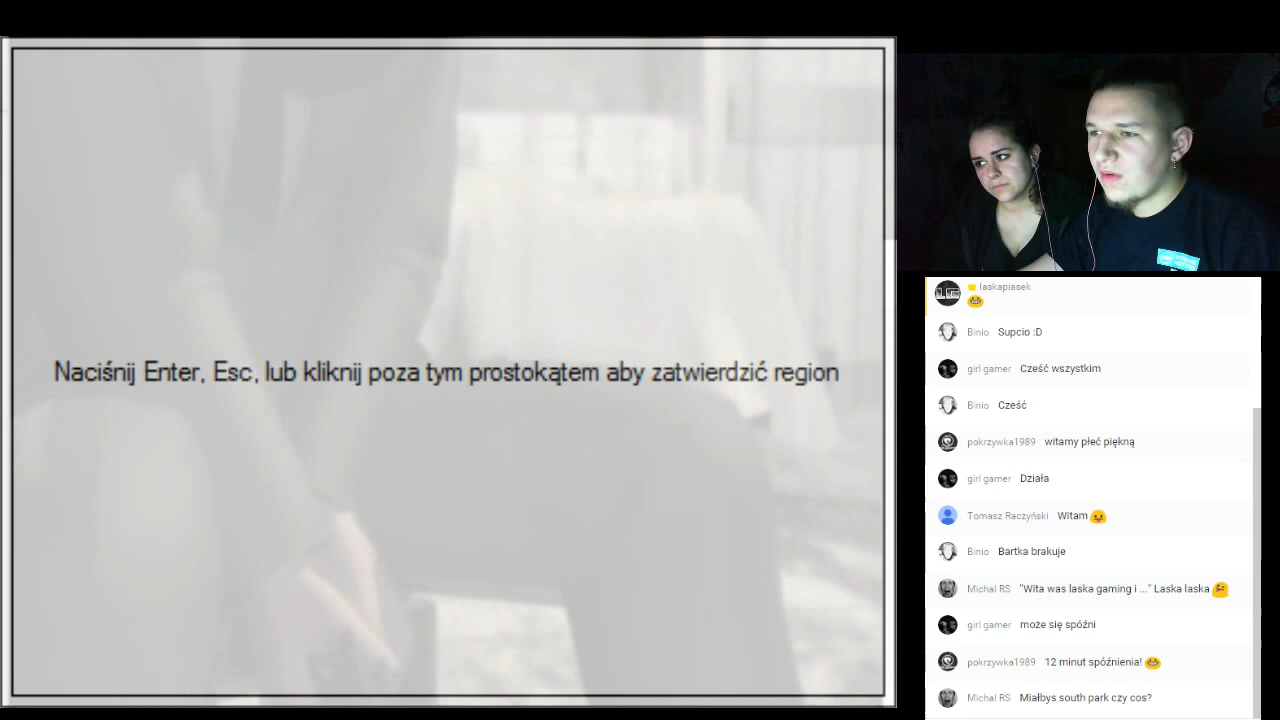 Naciśnij Enter, Esc, lub kliknij poza tym prostokątem aby zatwierdzić region
laskapiasek
Binio Supcio :D
girl gamer Cześć wszystkim
Binio Cześć
pokrzywka1989 witamy płeć piękną
girl gamer Działa
Tomasz Raczyński Witam
Binio Bartka brakuje
Michal RS "Wita was laska gaming i ..." Laska laska
girl gamer może się spóźni
pokrzywka1989 12 minut spóźnienia!
Michal RS Miałbys south park czy cos?